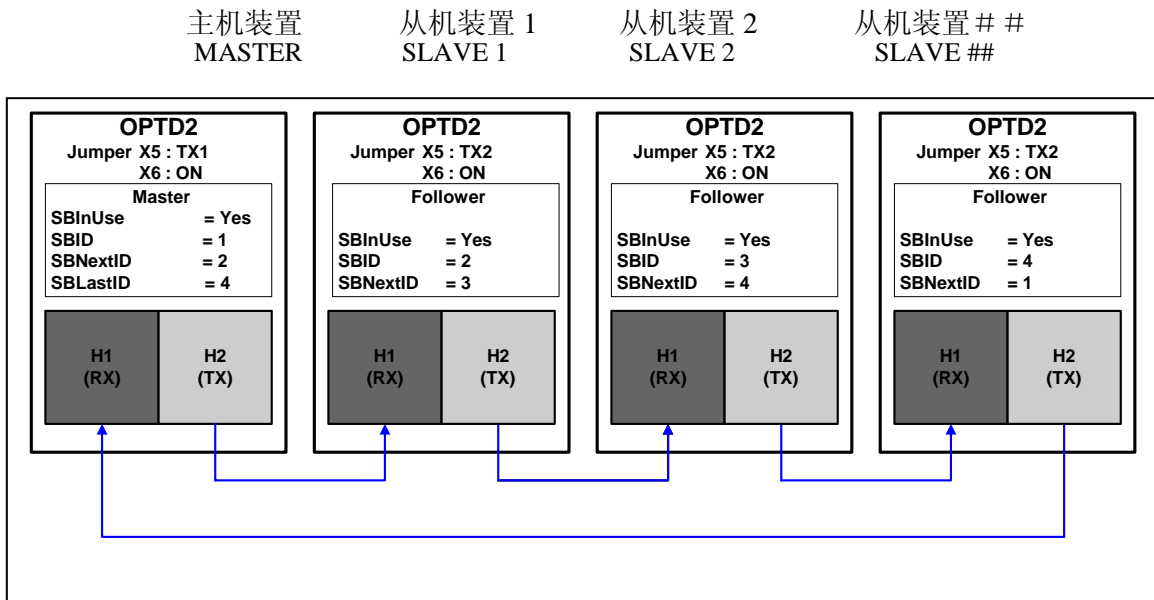 主机装置 从机装置 1 从机装置 2 从机装置＃＃
MASTER SLAVE 1 SLAVE 2 SLAVE ##
OPTD2
Jumper X5 : TX1
X6 : ON
Master
SBInUse = Yes
SBID = 1
SBNextID = 2
SBLastID = 4
H1
(RX)
H2
(TX)
OPTD2
Jumper X5 : TX2
X6 : ON
Follower
SBInUse = Yes
SBID = 2
SBNextID = 3
H1
(RX)
H2
(TX)
OPTD2
Jumper X5 : TX2
X6 : ON
Follower
SBInUse = Yes
SBID = 3
SBNextID = 4
H1
(RX)
H2
(TX)
OPTD2
Jumper X5 : TX2
X6 : ON
Follower
SBInUse = Yes
SBID = 4
SBNextID = 1
H1
(RX)
H2
(TX)